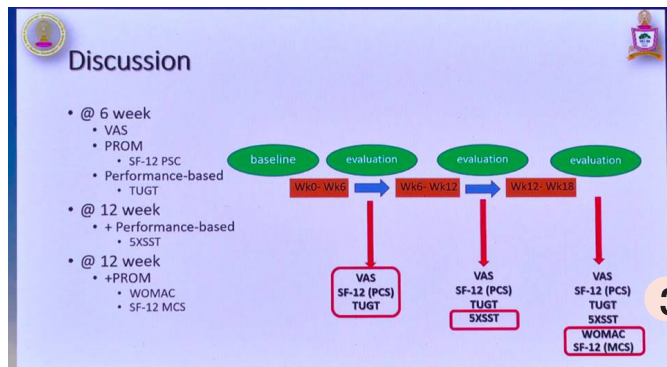 Discussion
• @ 6 week
• VAS
• PROM
• SF-12 PSC
• Performance-based
• TUGT
• @ 12 week
• + Performance-based
• 5XSST
• @ 12 week
• +PROM
• WOMAC
• SF-12 MCS
baseline
evaluation
evaluation
evaluation
Wk0- Wk6
Wk6- Wk12
Wk12- Wk18
VAS
SF-12 (PCS)
TUGT
VAS
SF-12 (PCS)
TUGT
5XSST
VAS
SF-12 (PCS)
TUGT
5XSST
WOMAC
SF-12 (MCS)